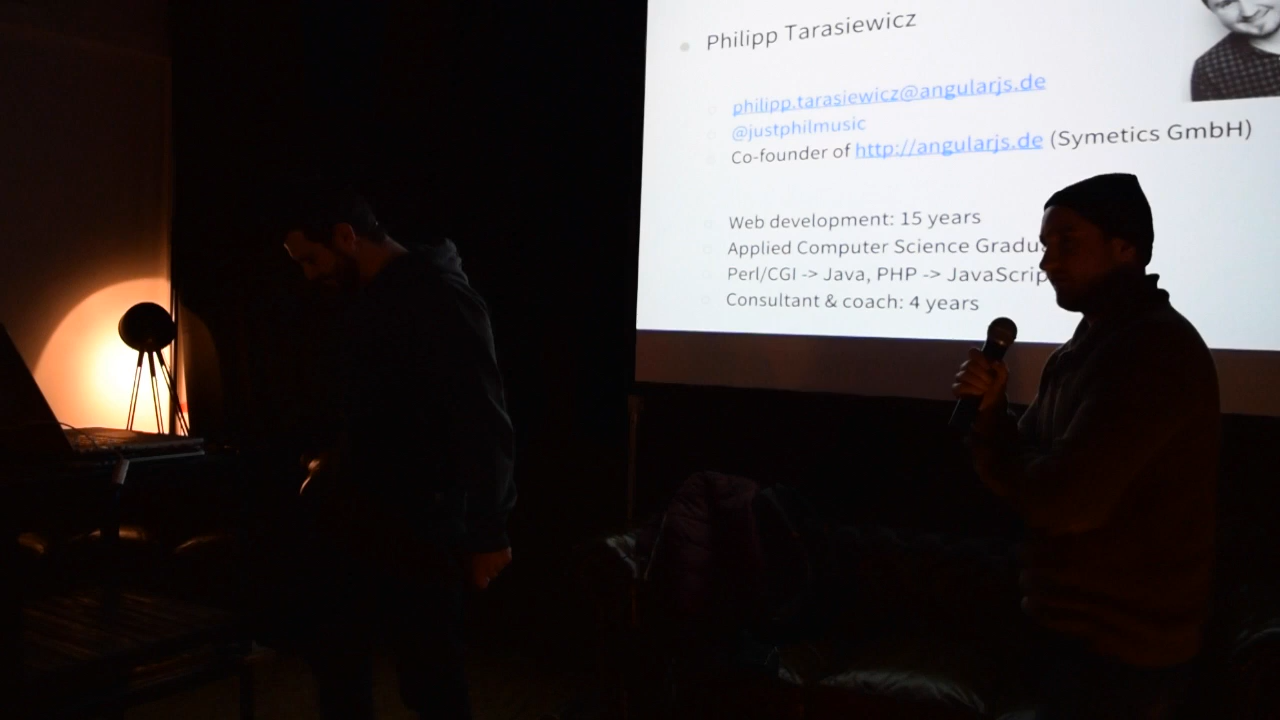 Philipp Tarasiewicz
philipp.tarasiewicz@angularjs.de
@justphilmusic
Co-founder of http://angularjs.de (Symetics GmbH)
Web development: 15 years
Applied Computer Science
Perl/CGI -> Java, PHP ->
Consultant & coach: 4 years